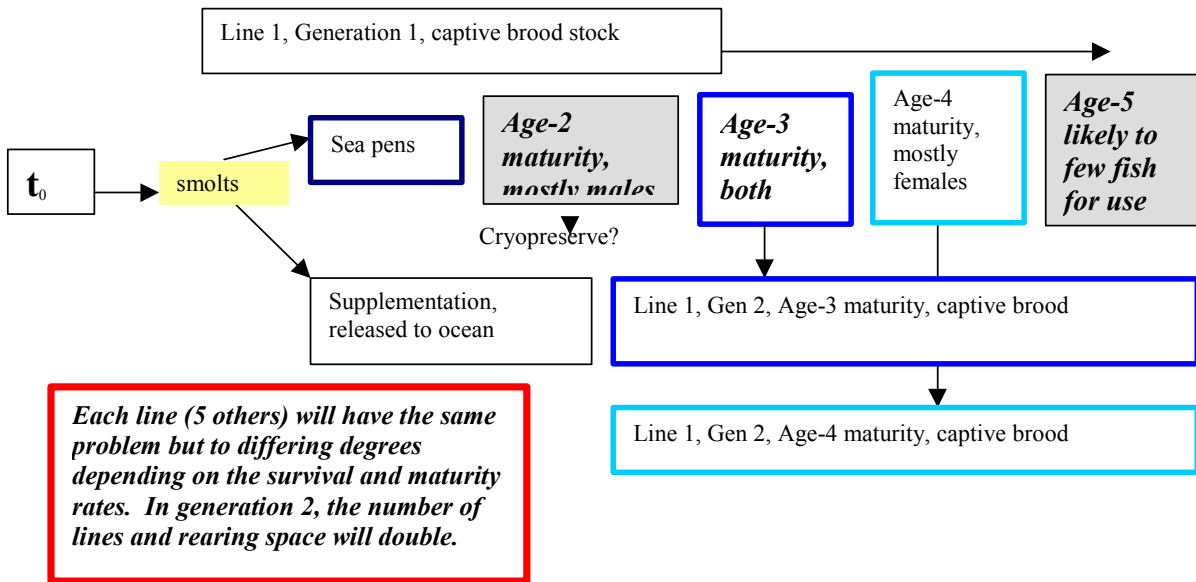 Line 1, Generation 1, captive brood stock
t0
smolts
Sea pens
Age-2
maturity,
mostly males
Cryopreserve?
Age-3
maturity,
both
Age-4
maturity,
mostly
females
Age-5
likely to
few fish
for use
Supplementation,
released to ocean
Line 1, Gen 2, Age-3 maturity, captive brood
Line 1, Gen 2, Age-4 maturity, captive brood
Each line (5 others) will have the same
problem but to differing degrees
depending on the survival and maturity
rates.  In generation 2, the number of
lines and rearing space will double.